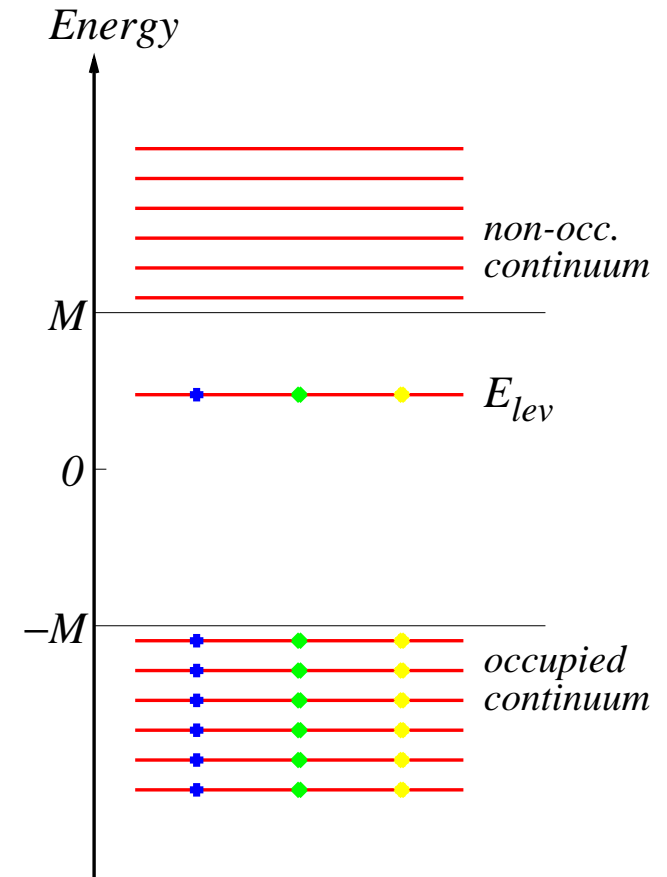 Energy
non-occ.
continuum
M
E_lev
0
−M
occupied
continuum